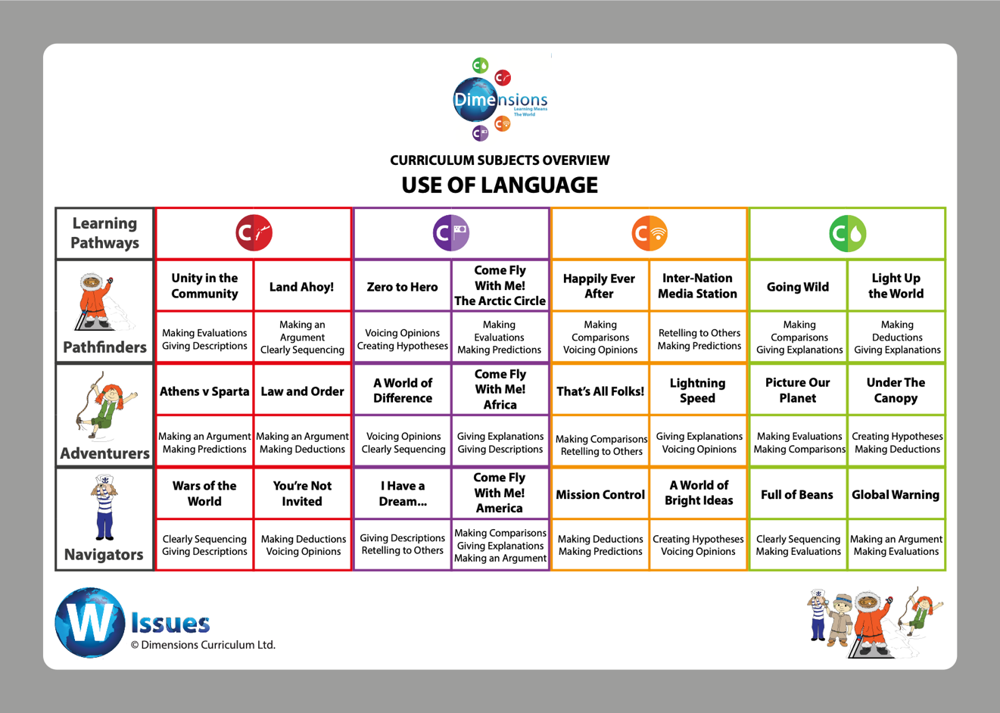 C
C
Dimensions
Learning Means
The World
C
C
CURRICULUM SUBJECTS OVERVIEW
USE OF LANGUAGE
Learning
Pathways
C
C
C
C
Pathfinders
Unity in the
Community
Land Ahoy!
Zero to Hero
Come Fly
With Me!
The Arctic Circle
Happily Ever
After
Inter-Nation
Media Station
Going Wild
Light Up
the World
Making Evaluations
Giving Descriptions
Making an
Argument
Clearly Sequencing
Voicing Opinions
Creating Hypotheses
Making
Evaluations
Making Predictions
Making
Comparisons
Voicing Opinions
Retelling to Others
Making Predictions
Making
Comparisons
Giving Explanations
Making
Deductions
Giving Explanations
Adventurers
Athens v Sparta
Law and Order
A World of
Difference
Come Fly
With Me!
Africa
That's All Folks!
Lightning
Speed
Picture Our
Planet
Under The
Canopy
Making an Argument
Making Predictions
Making an Argument
Making Deductions
Voicing Opinions
Clearly Sequencing
Giving Explanations
Giving Descriptions
Making Comparisons
Retelling to Others
Giving Explanations
Voicing Opinions
Making Evaluations
Making Comparisons
Creating Hypotheses
Making Deductions
Navigators
Wars of the
World
You're Not
Invited
I Have a
Dream...
Come Fly
With Me!
America
Mission Control
A World of
Bright Ideas
Full of Beans
Global Warning
Clearly Sequencing
Giving Descriptions
Making Deductions
Voicing Opinions
Giving Descriptions
Retelling to Others
Making Comparisons
Giving Explanations
Making an Argument
Making Deductions
Making Predictions
Creating Hypotheses
Voicing Opinions
Clearly Sequencing
Making Evaluations
Making an Argument
Making Evaluations
W Issues
© Dimensions Curriculum Ltd.